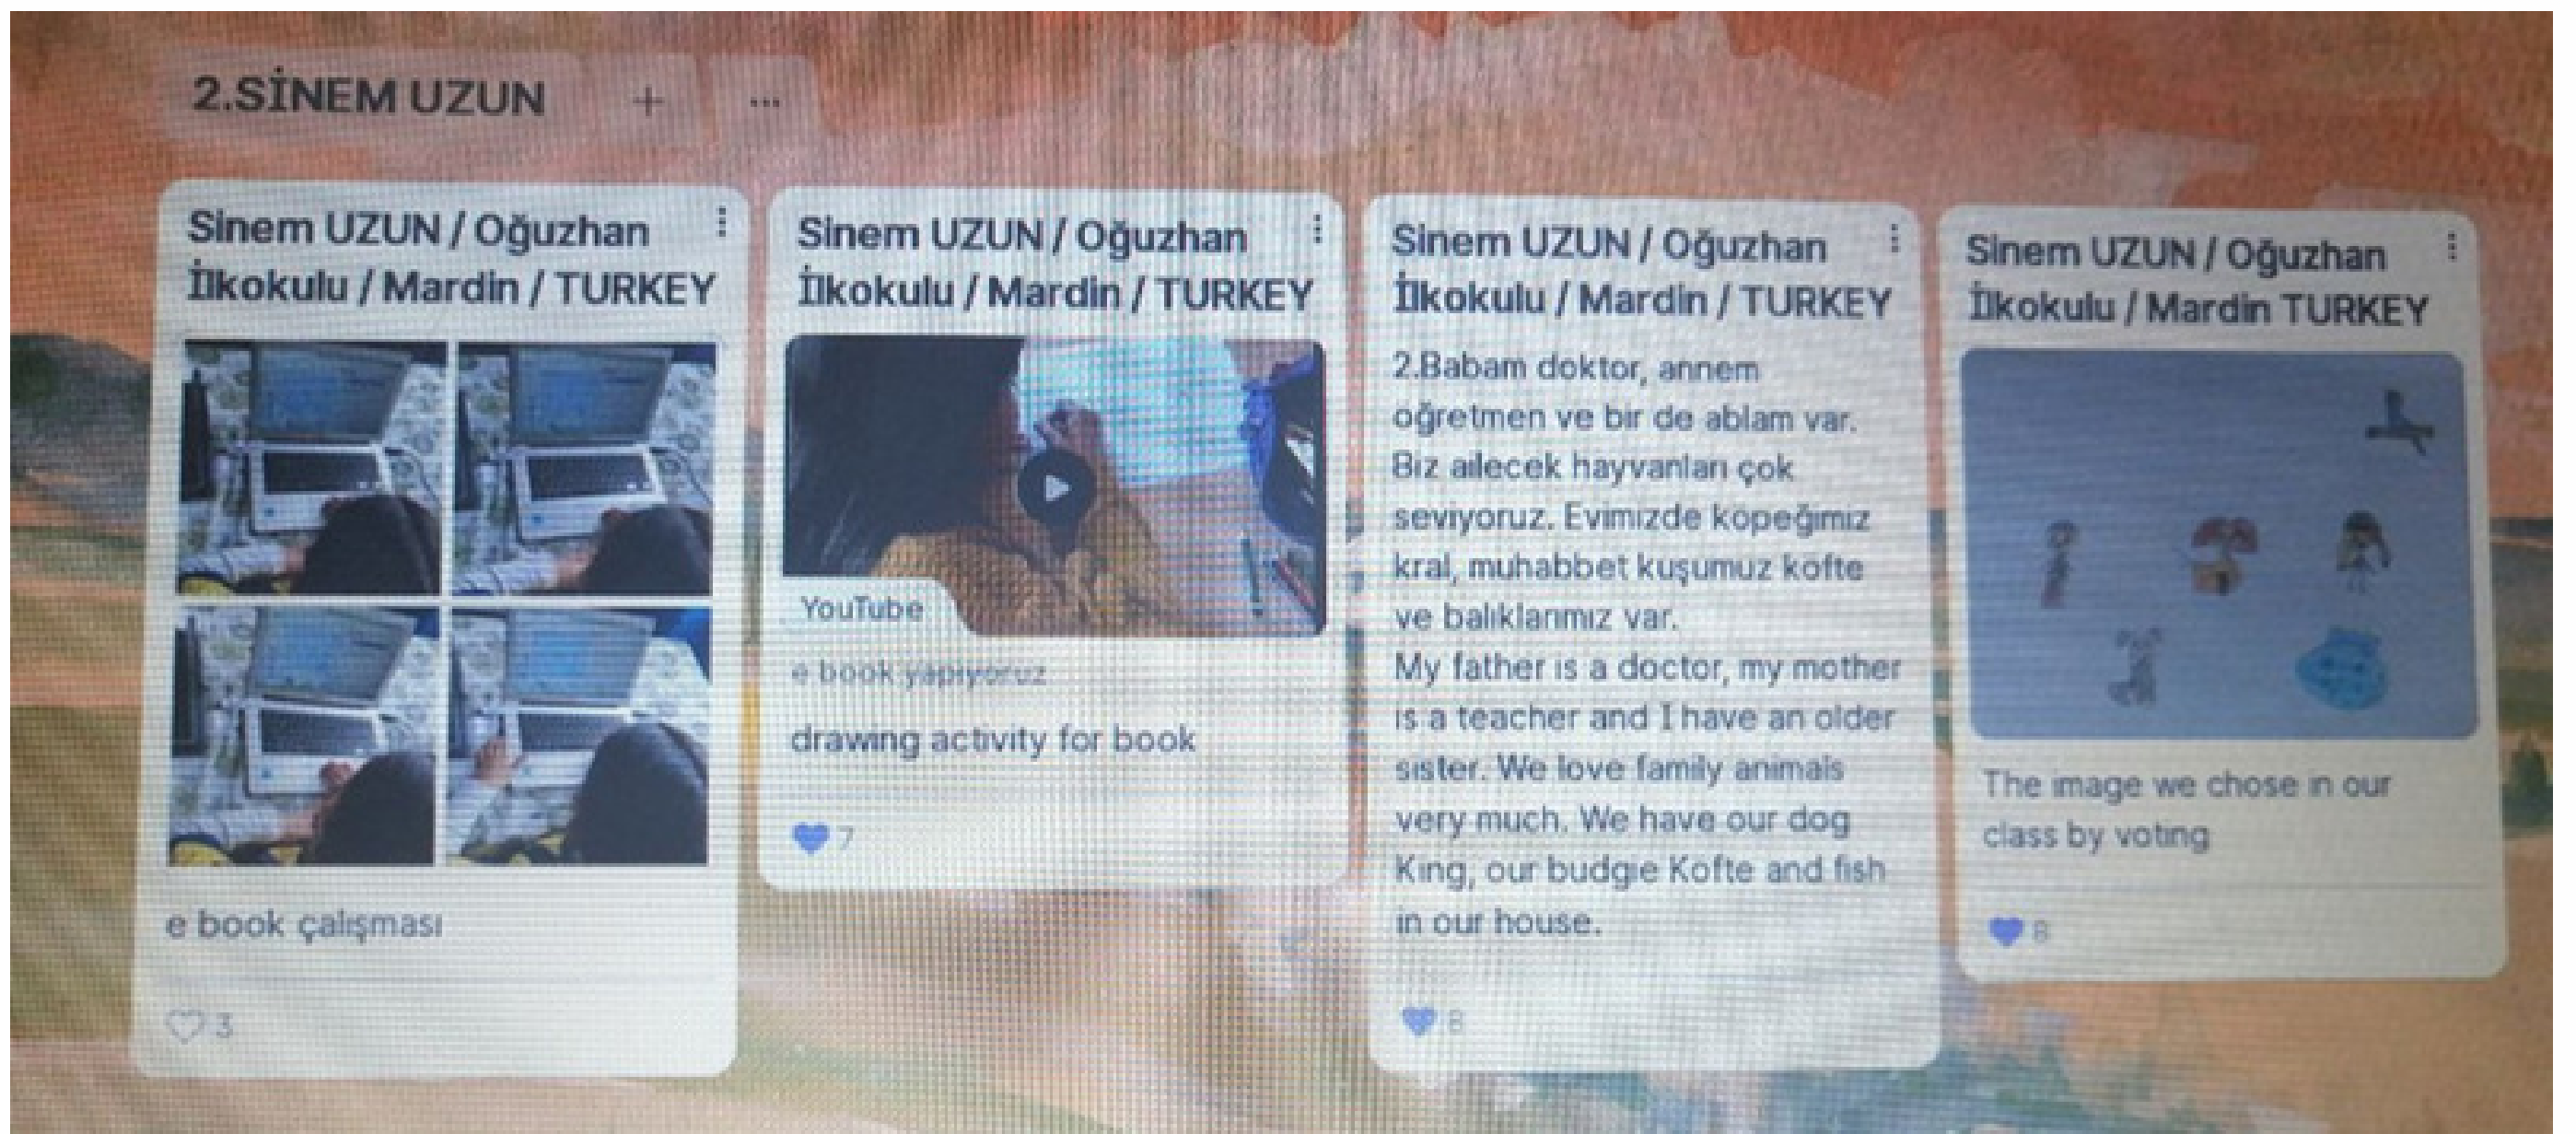 2.SİNEM UZUN
Sinem UZUN / Oğuzhan
İlkokulu / Mardin / TURKEY
e book çalışması
3
Sinem UZUN / Oğuzhan
İlkokulu / Mardin / TURKEY
YouTube
e book yapıyoruz
drawing activity for book
7
Sinem UZUN / Oğuzhan
İlkokulu / Mardin / TURKEY
2.Babam doktor, annem
oğretmen ve bir de ablam var.
Biz ailecek hayvanları çok
seviyoruz. Evimizde kopeğimiz
kral, muhabbet kuşumuz köfte
ve balıklarımız var.
My father is a doctor, my mother
is a teacher and I have an older
sister. We love family animals
very much. We have our dog
King, our budgie Kofte and fish
in our house.
8
Sinem UZUN / Oğuzhan
İlkokulu / Mardin TURKEY
The image we chose in our
class by voting
8